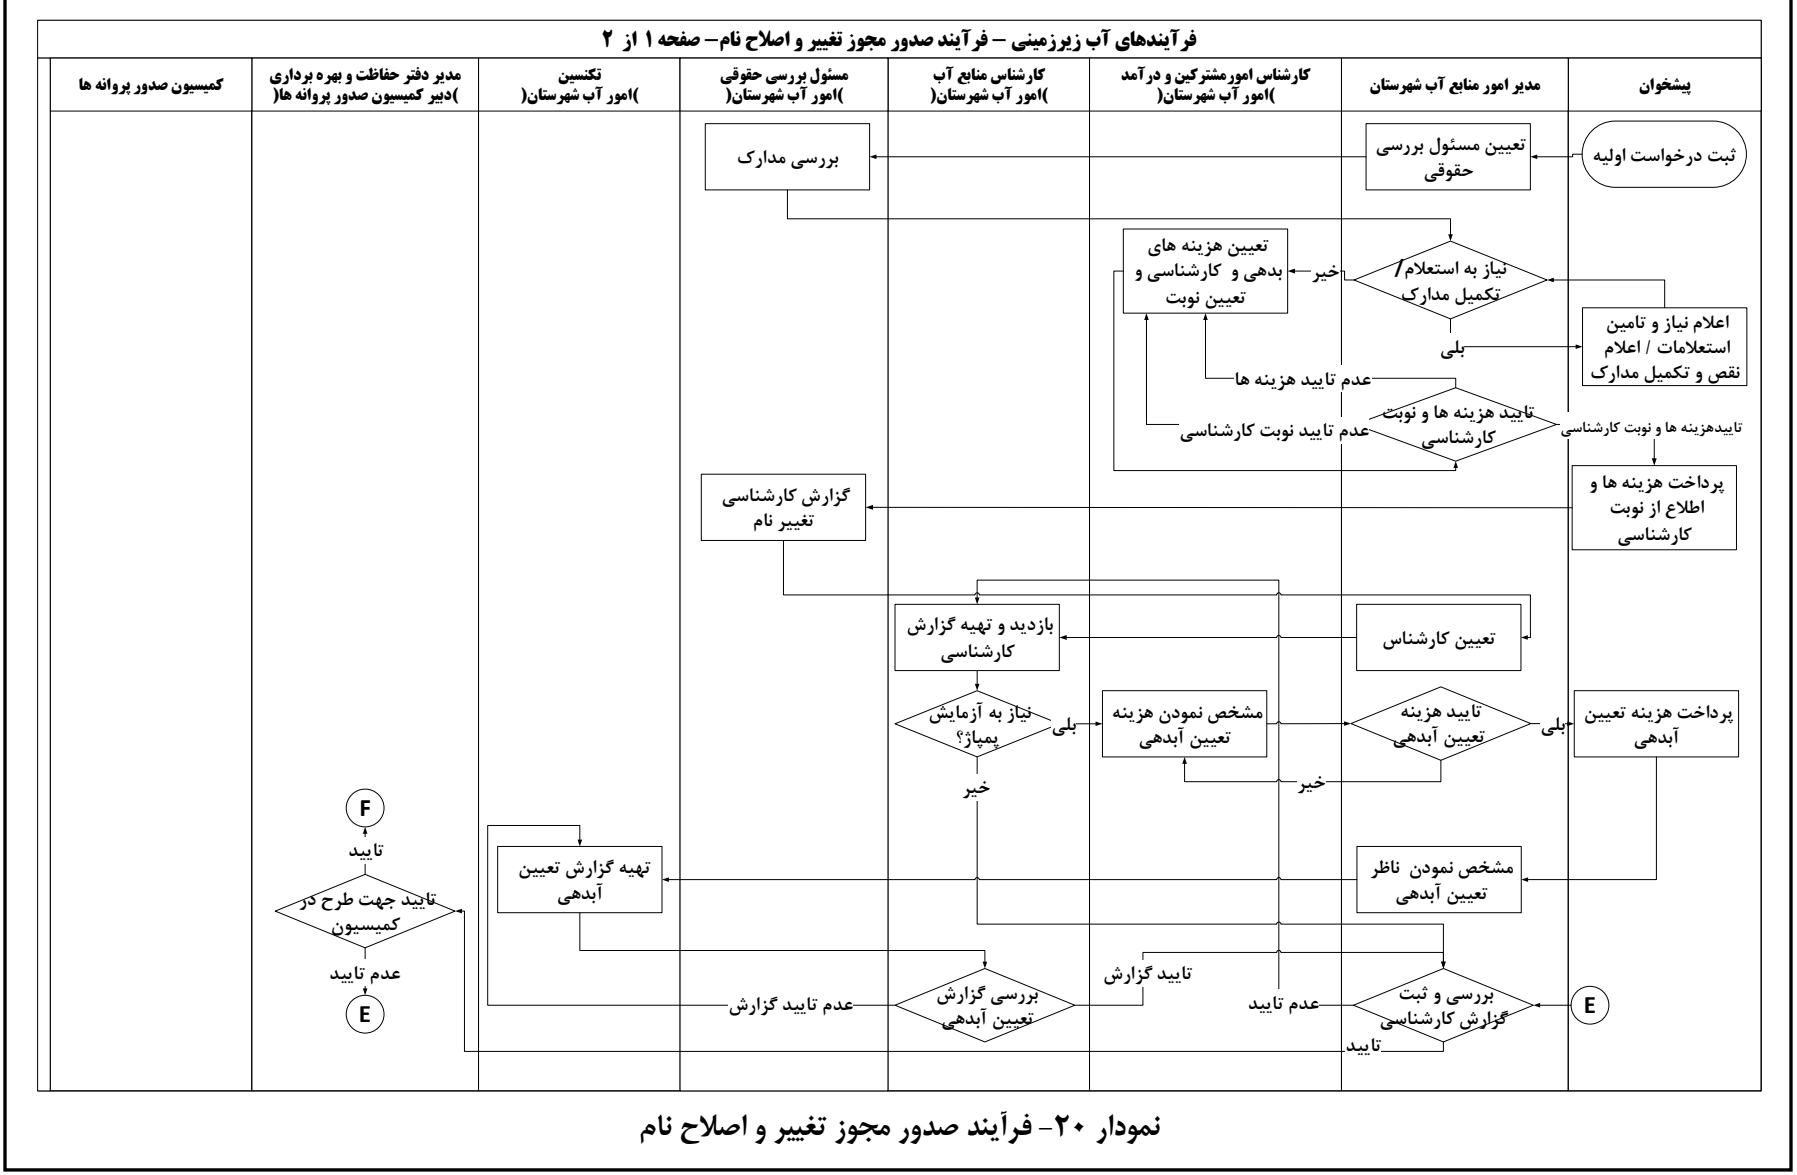 فرآیندهای آب زیرزمینی – فرآیند صدور مجوز تغییر و اصلاح نام– صفحه ۱ از ۲
پیشخوان
مدیر امور منابع آب شهرستان
کارشناس امورمشترکین و درآمد
)امور آب شهرستان(
کارشناس منابع آب
)امور آب شهرستان(
مسئول بررسی حقوقی
)امور آب شهرستان(
تکنسین
)امور آب شهرستان(
مدیر دفتر حفاظت و بهره برداری
)دبیر کمیسیون صدور پروانه ها(
کمیسیون صدور پروانه ها
ثبت درخواست اولیه
تعیین مسئول بررسی
حقوقی
بررسی مدارک
نیاز به استعلام/
تکمیل مدارک
خیر
تعیین هزینه های
بدهی و کارشناسی و
تعیین نوبت
بلی
اعلام نیاز و تامین
استعلامات / اعلام
نقص و تکمیل مدارک
عدم تایید هزینه ها
تایید هزینه ها و نوبت
کارشناسی
عدم تایید نوبت کارشناسی
تاییدهزینه ها و نوبت کارشناسی
پرداخت هزینه ها و
اطلاع از نوبت
کارشناسی
گزارش کارشناسی
تغییر نام
تعیین کارشناس
بازدید و تهیه گزارش
کارشناسی
نیاز به آزمایش
پمپاژ؟
بلی
مشخص نمودن هزینه
تعیین آبدهی
تایید هزینه
تعیین آبدهی
بلی
پرداخت هزینه تعیین
آبدهی
خیر
خیر
مشخص نمودن ناظر
تعیین آبدهی
تهیه گزارش تعیین
آبدهی
F
تایید
تایید جهت طرح در
کمیسیون
عدم تایید
E
E
بررسی و ثبت
گزارش کارشناسی
عدم تایید
تایید
تایید گزارش
بررسی گزارش
تعیین آبدهی
عدم تایید گزارش
نمودار ۲۰- فرآیند صدور مجوز تغییر و اصلاح نام